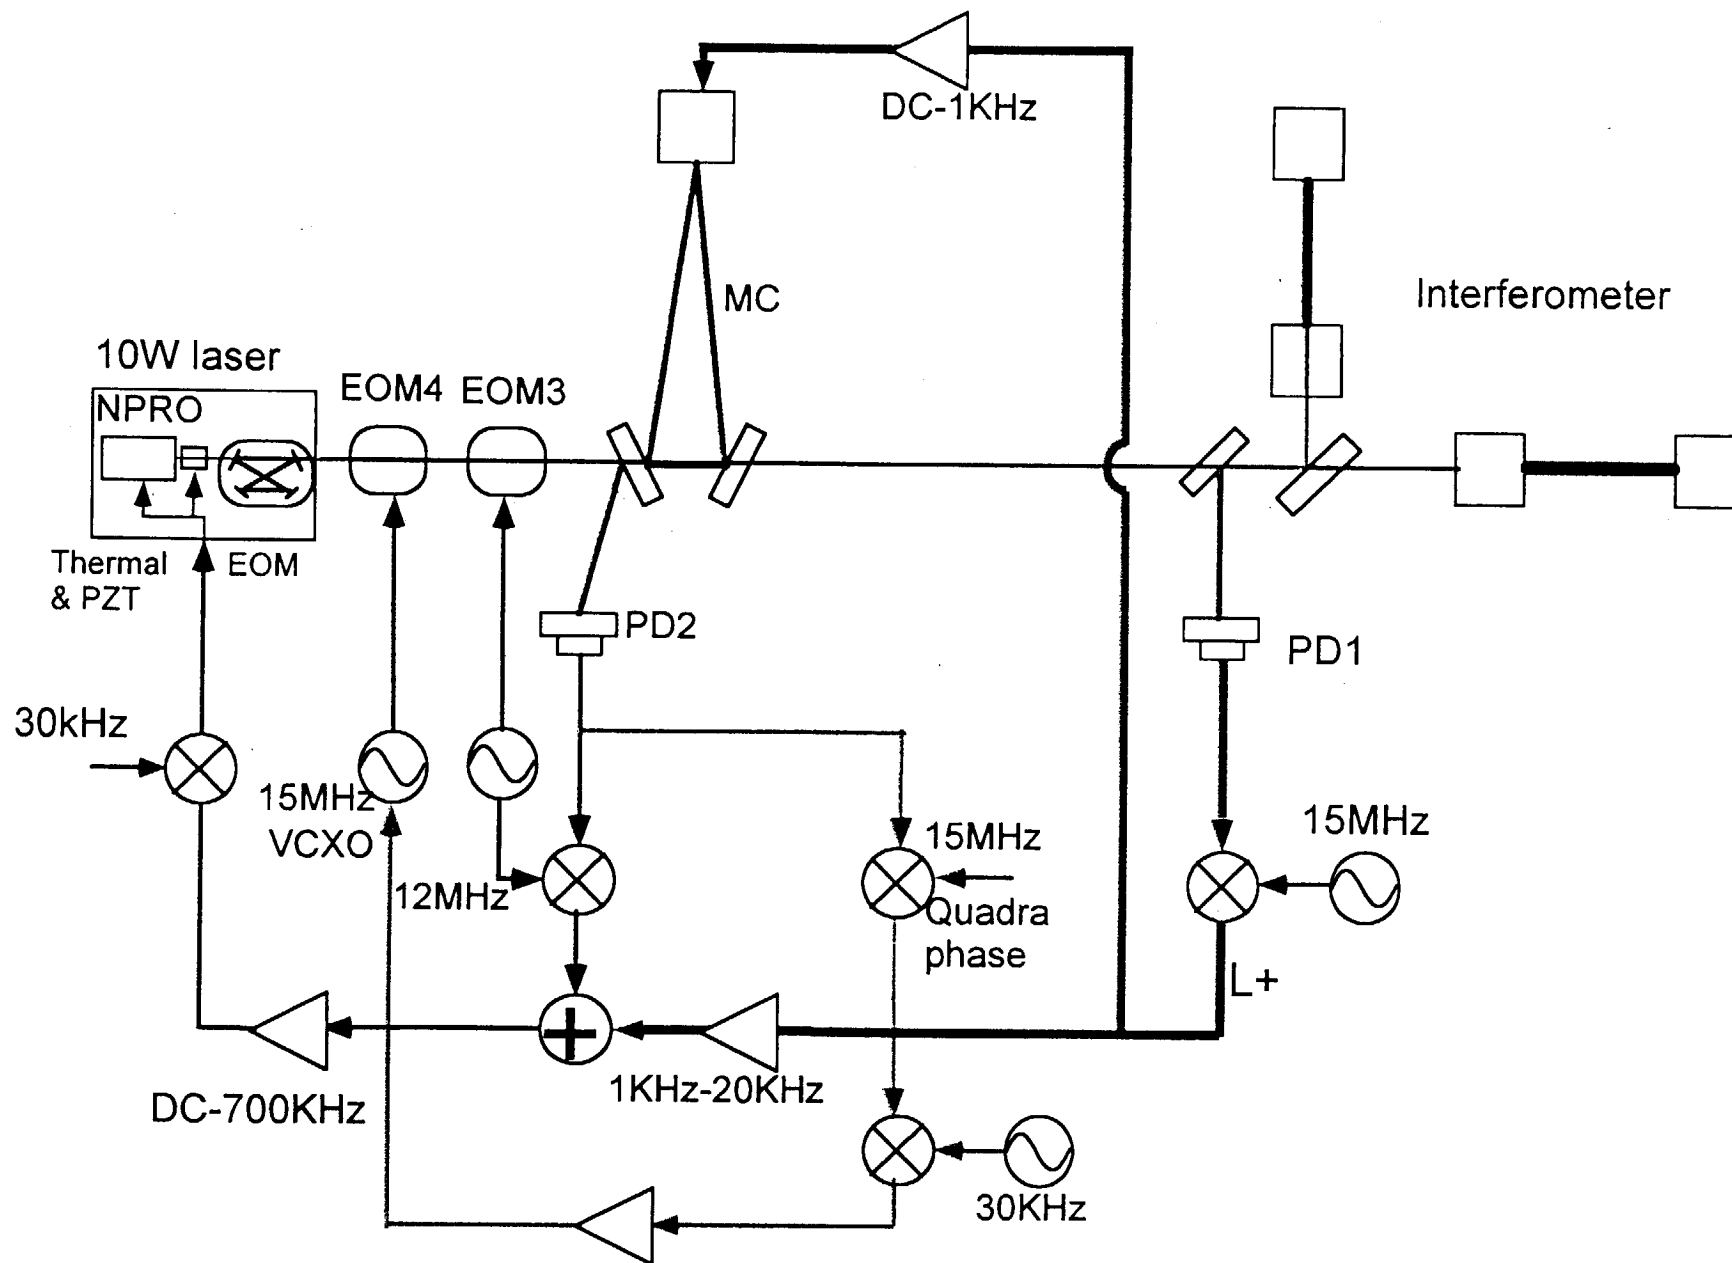 DC-1KHz
MC
Interferometer
10W laser
NPRO
EOM4
EOM3
Thermal
& PZT
EOM
PD2
PD1
30kHz
15MHz
VCXO
12MHz
15MHz
Quadra
phase
15MHz
L+
DC-700KHz
1KHz-20KHz
30KHz